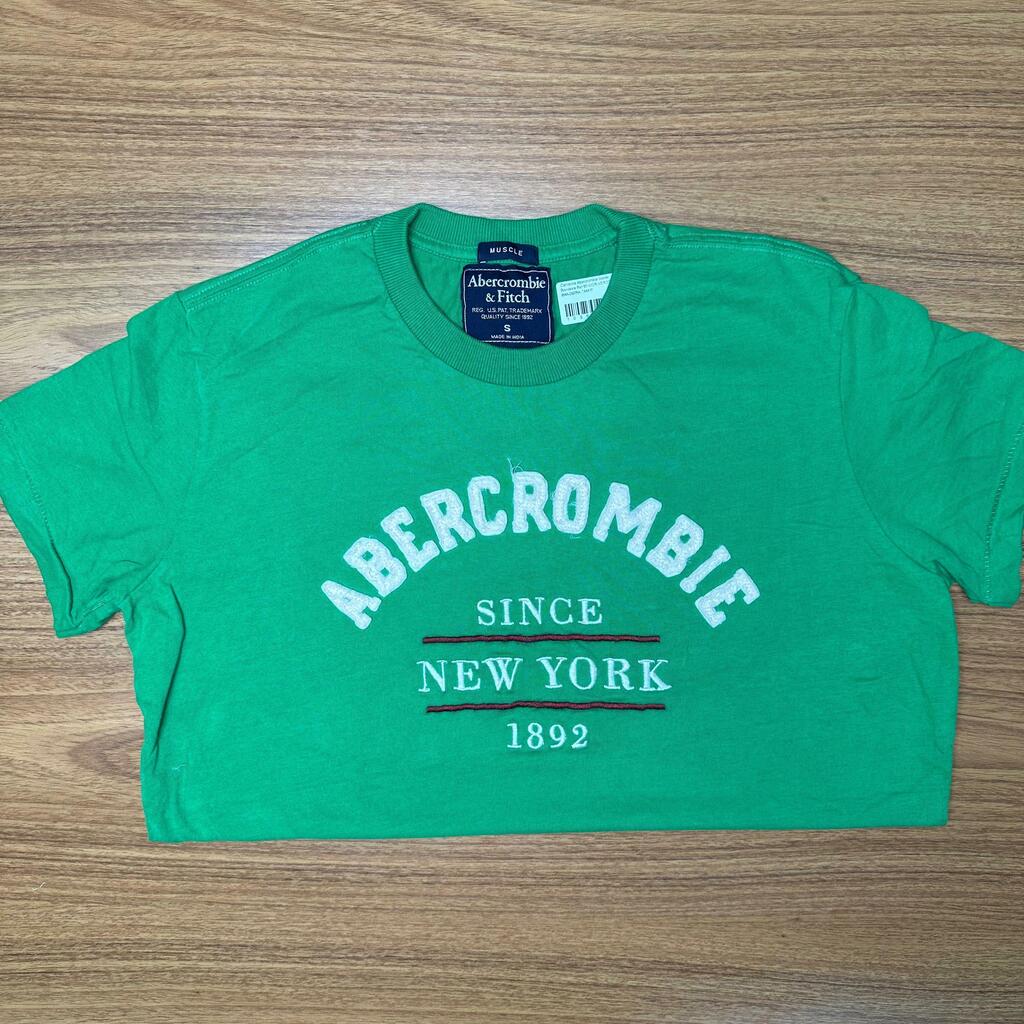 MUSCLE
Abercrombie
& Fitch
REG. U.S. PAT. TRADEMARK
QUALITY SINCE 1892
S
MADE IN INDIA
ABERCROMBIE
SINCE
NEW YORK
1892